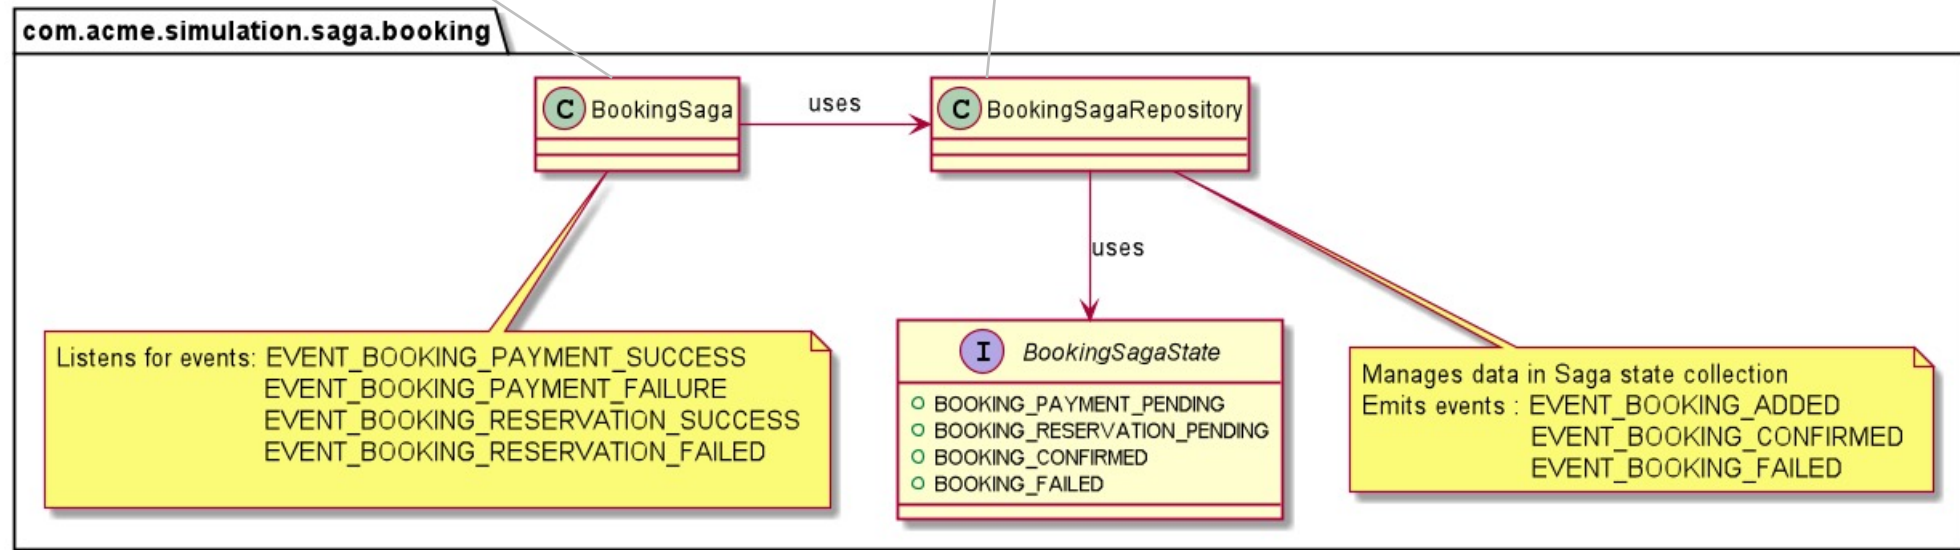 com.acme.simulation.saga.booking
C BookingSaga
uses
C BookingSagaRepository
uses
Listens for events: EVENT_BOOKING_PAYMENT_SUCCESS
EVENT_BOOKING_PAYMENT_FAILURE
EVENT_BOOKING_RESERVATION_SUCCESS
EVENT_BOOKING_RESERVATION_FAILED
I BookingSagaState
BOOKING_PAYMENT_PENDING
BOOKING_RESERVATION_PENDING
BOOKING_CONFIRMED
BOOKING_FAILED
Manages data in Saga state collection
Emits events : EVENT_BOOKING_ADDED
EVENT_BOOKING_CONFIRMED
EVENT_BOOKING_FAILED